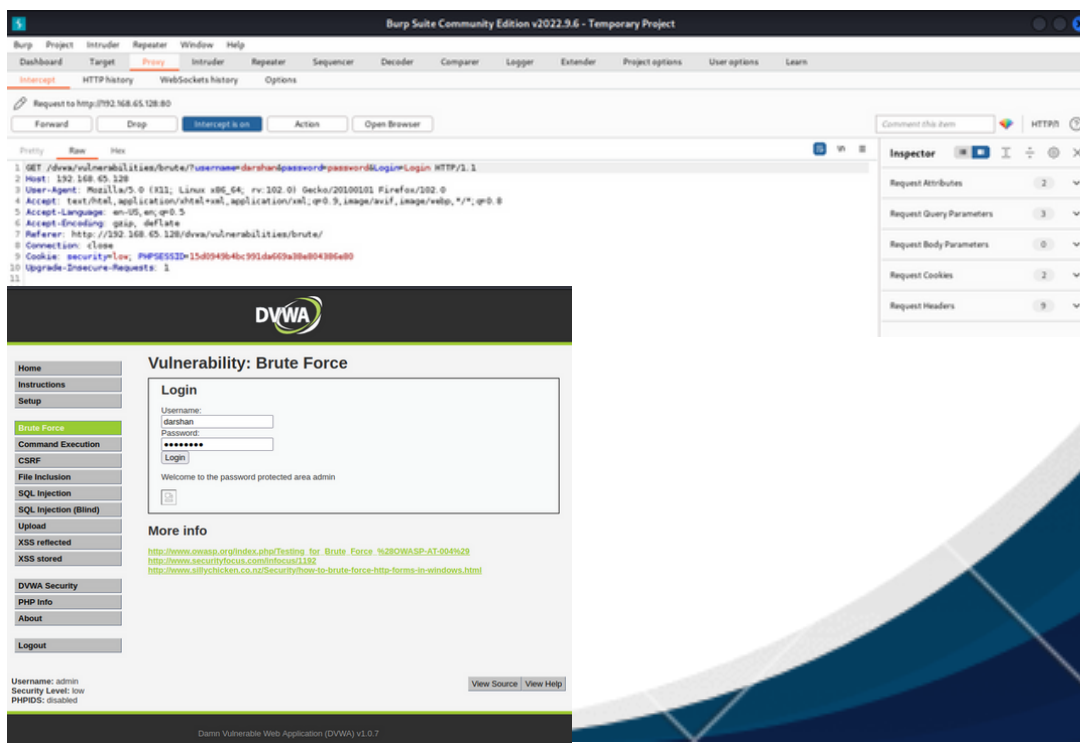 Burp Suite Community Edition v2022.9.6 - Temporary Project
Burp Project Intruder Repeater Window Help
Dashboard Target Proxy Intruder Repeater Sequencer Decoder Comparer Logger Extender Project options User options Learn
Intercept HTTP history WebSockets history Options
Request to http://192.168.65.128:80
Forward Drop Intercept is on Action Open Browser Comment this item HTTP/1
Pretty Raw Hex
Inspector
1 GET /dvwa/vulnerabilities/brute/?username=darshan&password=password&Login=Login HTTP/1.1
2 Host: 192.168.65.128
3 User-Agent: Mozilla/5.0 (X11; Linux x86_64; rv:102.0) Gecko/20100101 Firefox/102.0
4 Accept: text/html,application/xhtml+xml,application/xml;q=0.9,image/avif,image/webp,*/*;q=0.8
5 Accept-Language: en-US,en;q=0.5
6 Accept-Encoding: gzip, deflate
7 Referer: http://192.168.65.128/dvwa/vulnerabilities/brute/
8 Connection: close
9 Cookie: security=low; PHPSESSID=15d0949b4bc991da669a38e804386e80
10 Upgrade-Insecure-Requests: 1
11
Request Attributes 2
Request Query Parameters 3
Request Body Parameters 0
Request Cookies 2
Request Headers 9
DVWA
Home
Instructions
Setup
Brute Force
Command Execution
CSRF
File Inclusion
SQL Injection
SQL Injection (Blind)
Upload
XSS reflected
XSS stored
DVWA Security
PHP Info
About
Logout
Vulnerability: Brute Force
Login
Username:
darshan
Password:
••••••••
Login
Welcome to the password protected area admin
More info
http://www.owasp.org/index.php/Testing_for_Brute_Force_%28OWASP-AT-004%29
http://www.securityfocus.com/infocus/1192
http://www.sillychicken.co.nz/Security/how-to-brute-force-http-forms-in-windows.html
Username: admin
Security Level: low
PHPIDS: disabled
View Source View Help
Damn Vulnerable Web Application (DVWA) v1.0.7